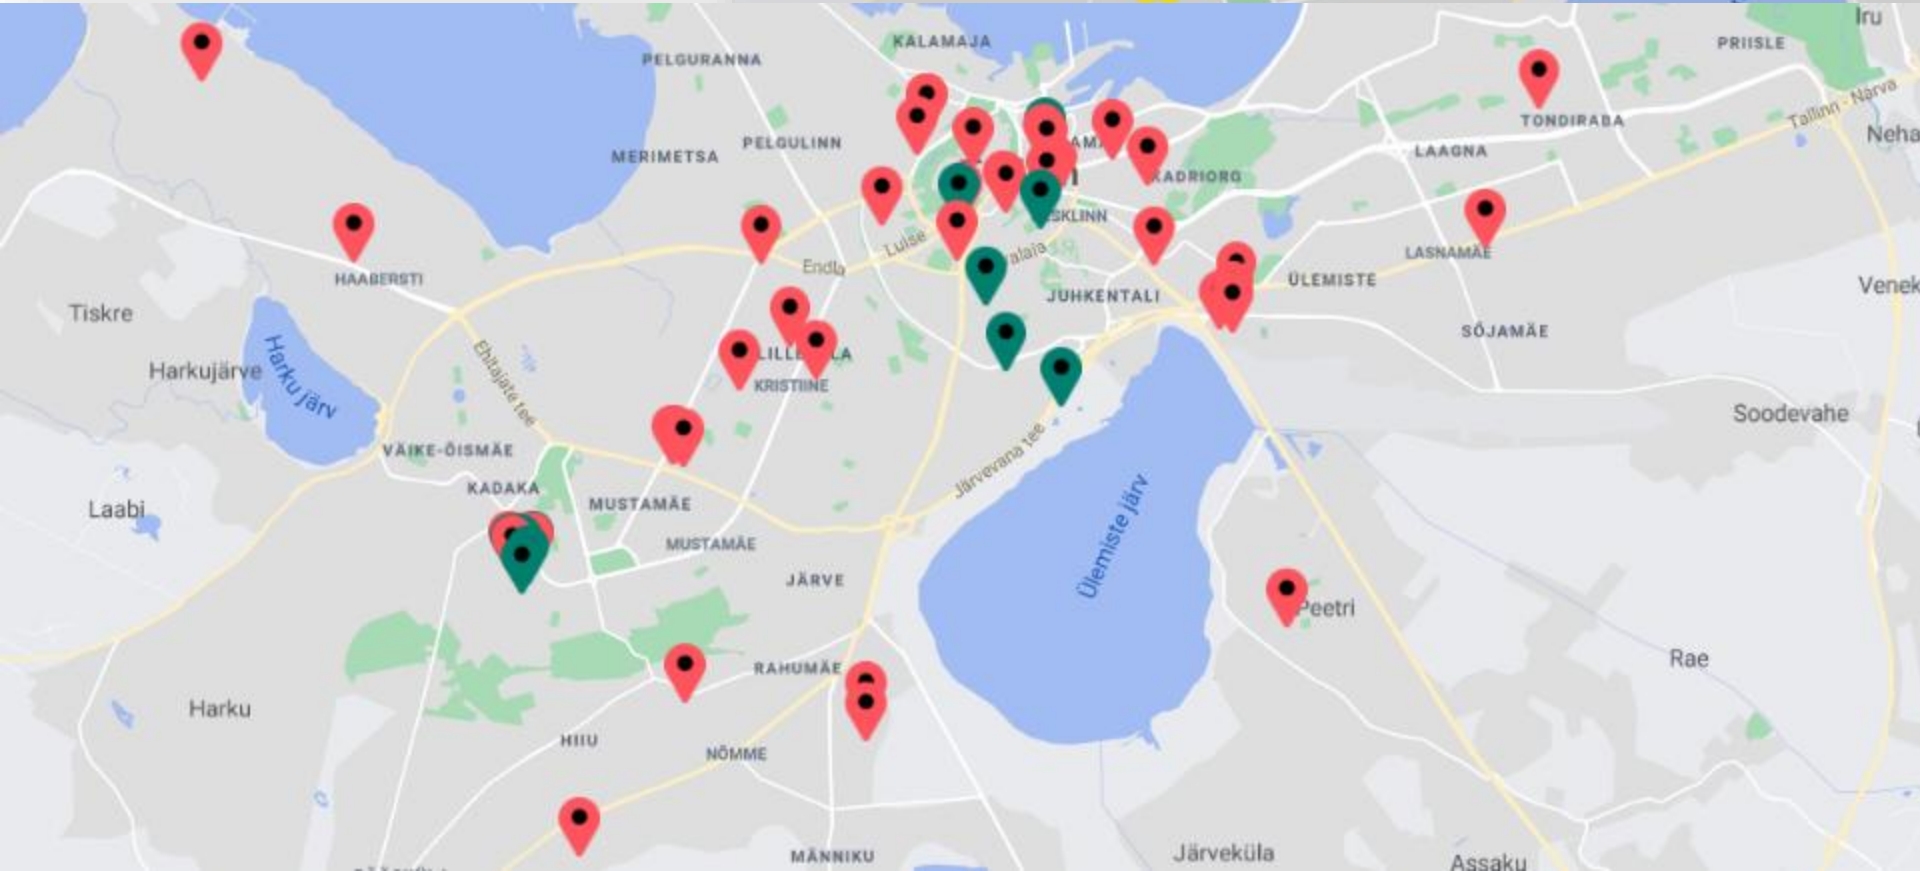 Iru
KALAMAJA
PRIISLE
PELGURANNA
Tallinn - Narva
TONDIRABA
Neha
PELGULINN
MERIMETSA
LAAGNA
KADRIORG
SKLINN
Luise
Endla
alaja
LASNAMÄE
HAABERSTI
ÜLEMISTE
Venek
JUHKENTALI
Tiskre
SÕJAMÄE
Harku järv
Ehitajate tee
Harkujärve
KRISTIINE
Soodevahe
VÄIKE-ÕISMÄE
Järvevana tee
KADAKA
MUSTAMÄE
Laabi
Ülemiste järv
MUSTAMÄE
JÄRVE
Peetri
RAHUMÄE
Rae
Harku
HIIU
NÕMME
MÄNNIKU
Järveküla
Assaku